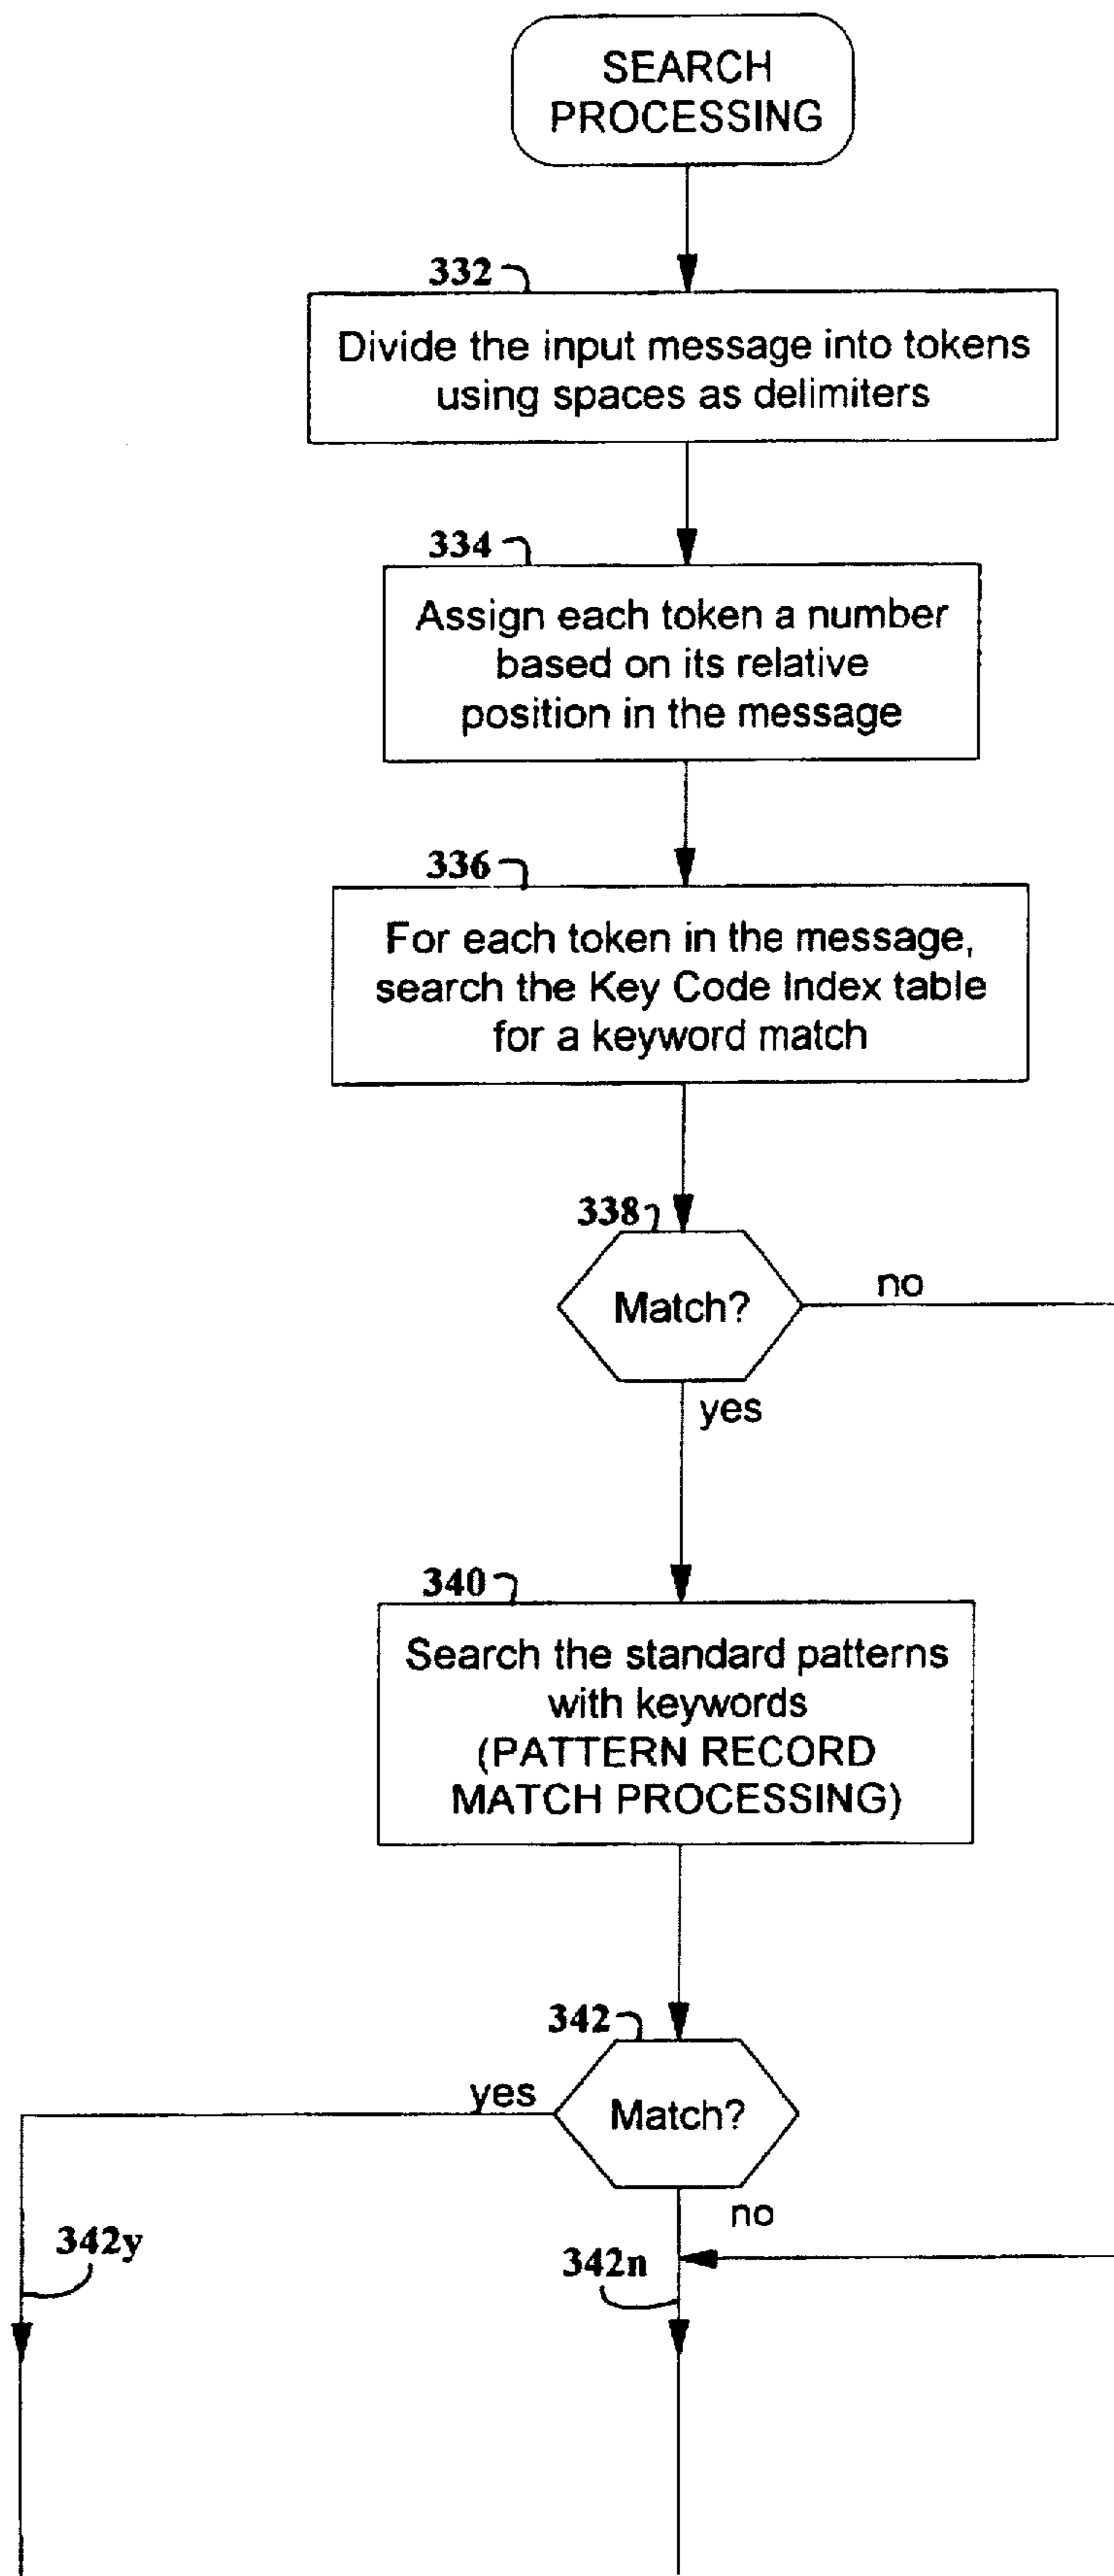 SEARCH
PROCESSING
332
Divide the input message into tokens
using spaces as delimiters
334
Assign each token a number
based on its relative
position in the message
336
For each token in the message,
search the Key Code Index table
for a keyword match
338
Match?
no
yes
340
Search the standard patterns
with keywords
(PATTERN RECORD
MATCH PROCESSING)
342
yes
Match?
no
342y
342n